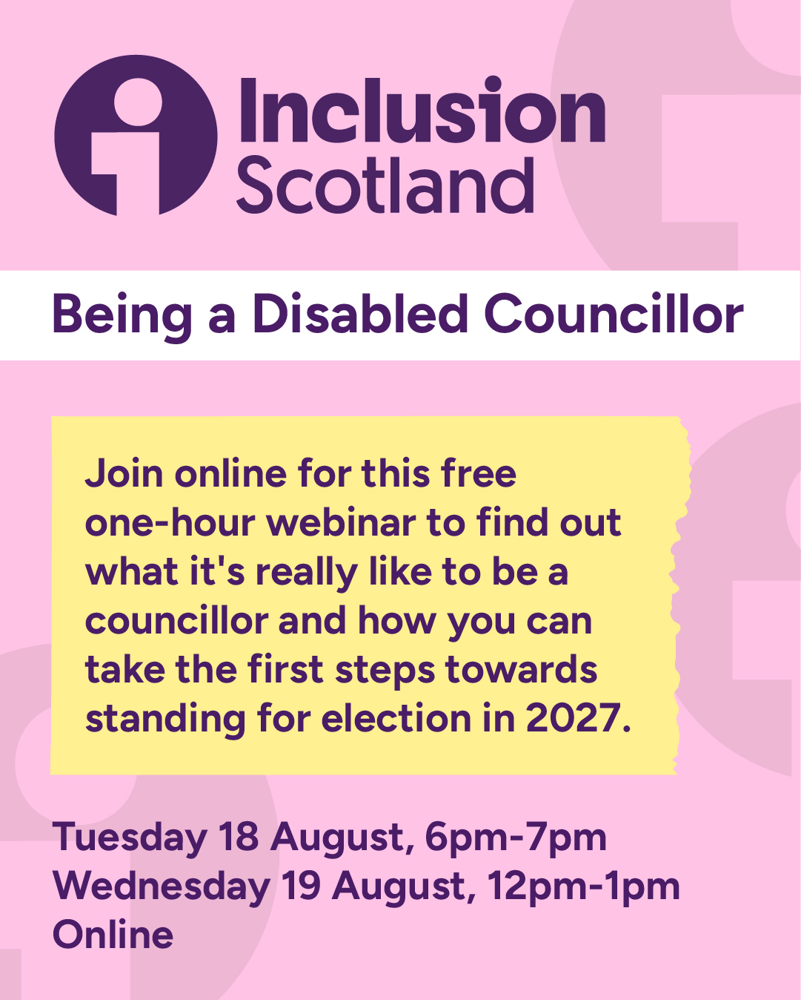 Inclusion
Scotland
Being a Disabled Councillor
Join online for this free
one-hour webinar to find out
what it's really like to be a
councillor and how you can
take the first steps towards
standing for election in 2027.
Tuesday 18 August, 6pm-7pm
Wednesday 19 August, 12pm-1pm
Online